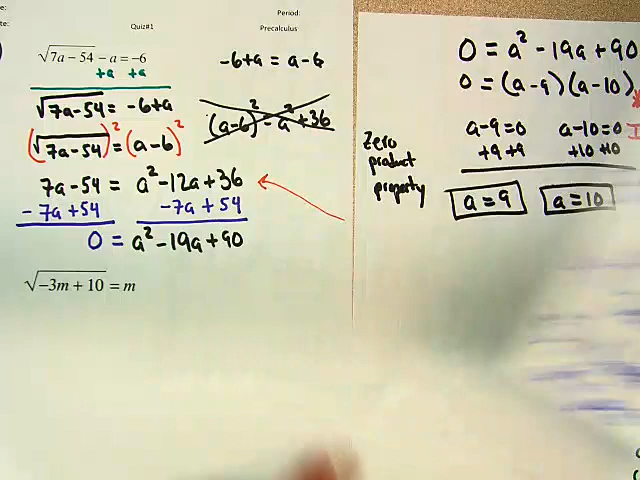 Period:
Quiz#1
Precalculus
√7a − 54 − a = −6
+a +a
-6+a = a-6
√7a-54 = -6+a
(a-6)² = a² + 36
(√7a-54)² = (a-6)²
7a-54 = a²-12a+36
-7a+54 -7a+54
0 = a²-19a+90
√−3m + 10 = m
0 = a²-19a+90
0 = (a-9)(a-10)
a-9=0 a-10=0
+9 +9 +10 +10
Zero
product
property
a=9 a=10